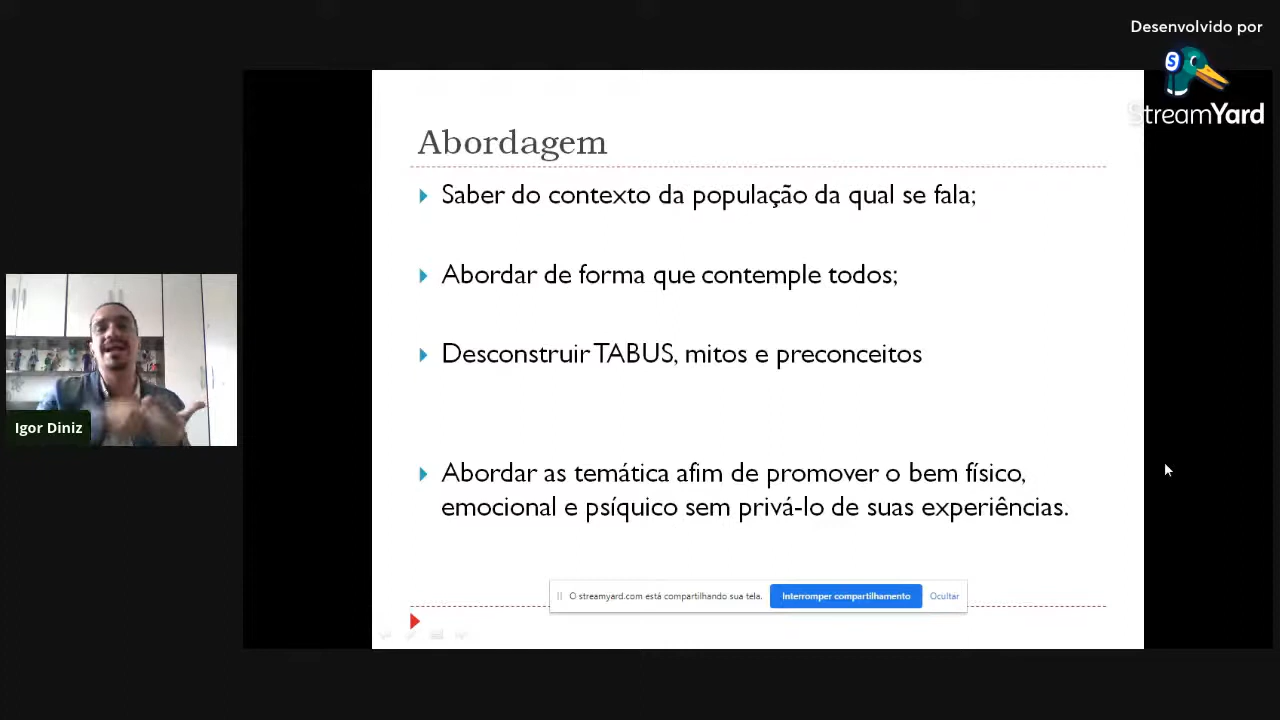 Desenvolvido por
StreamYard
Abordagem
Saber do contexto da população da qual se fala;
Abordar de forma que contemple todos;
Desconstruir TABUS, mitos e preconceitos
Igor Diniz
Abordar as temática afim de promover o bem físico,
emocional e psíquico sem privá-lo de suas experiências.
O streamyard.com está compartilhando sua tela. Interromper compartilhamento Ocultar